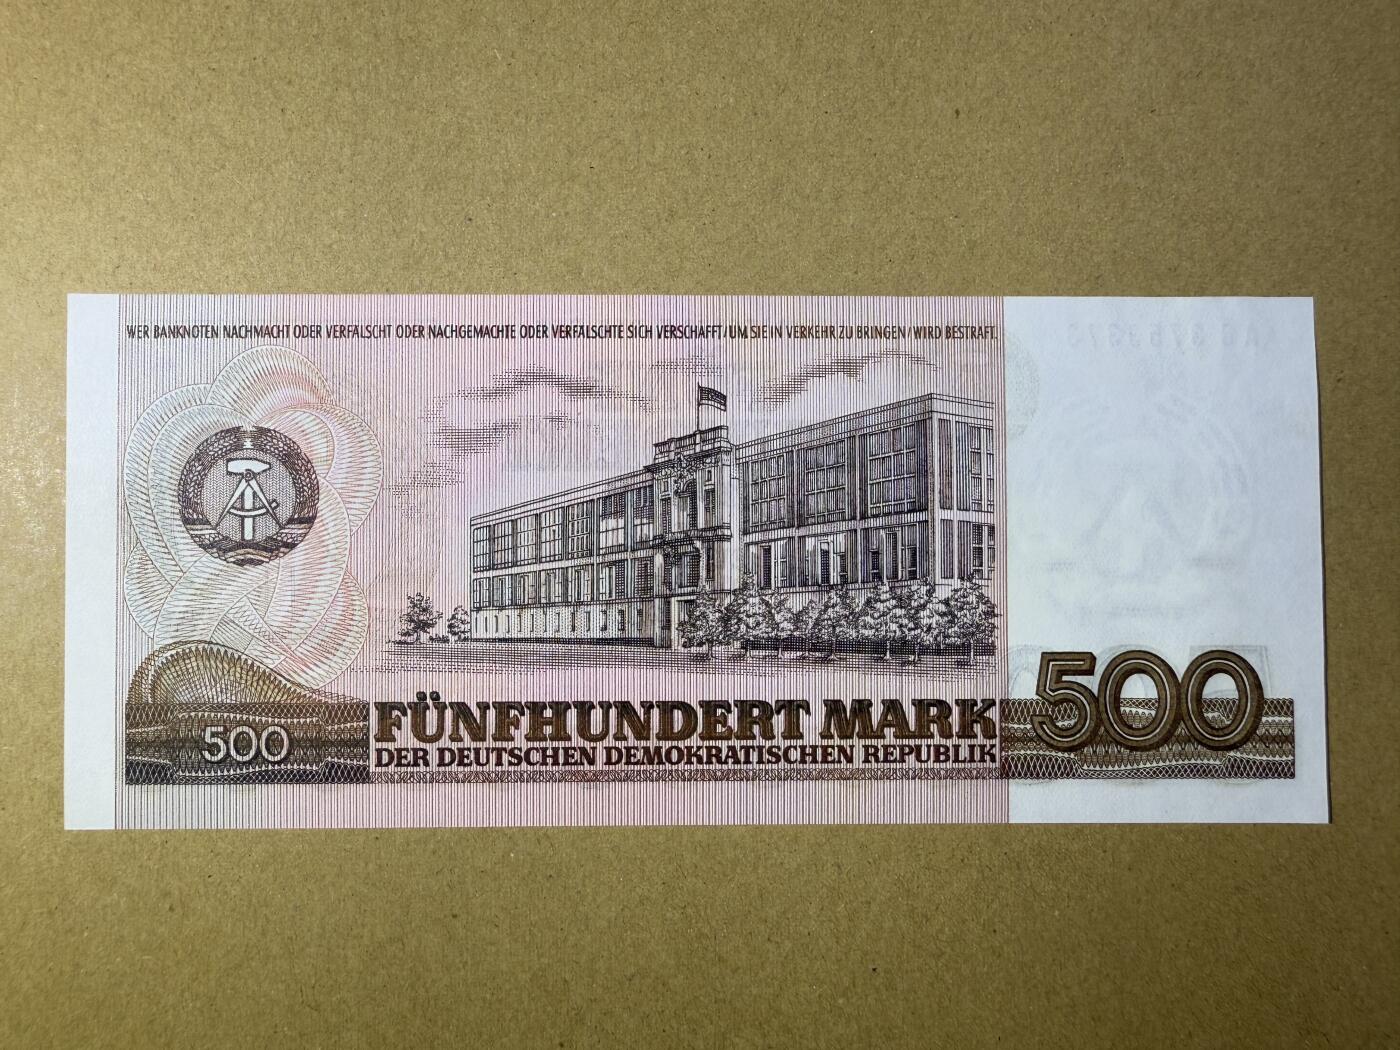 WER BANKNOTEN NACHMACHT ODER VERFÄLSCHT ODER NACHGEMACHTE ODER VERFÄLSCHTE SICH VERSCHAFFT/UM SIE IN VERKEHR ZU BRINGEN/WIRD BESTRAFT.
500
FÜNFHUNDERT MARK
DER DEUTSCHEN DEMOKRATISCHEN REPUBLIK
500